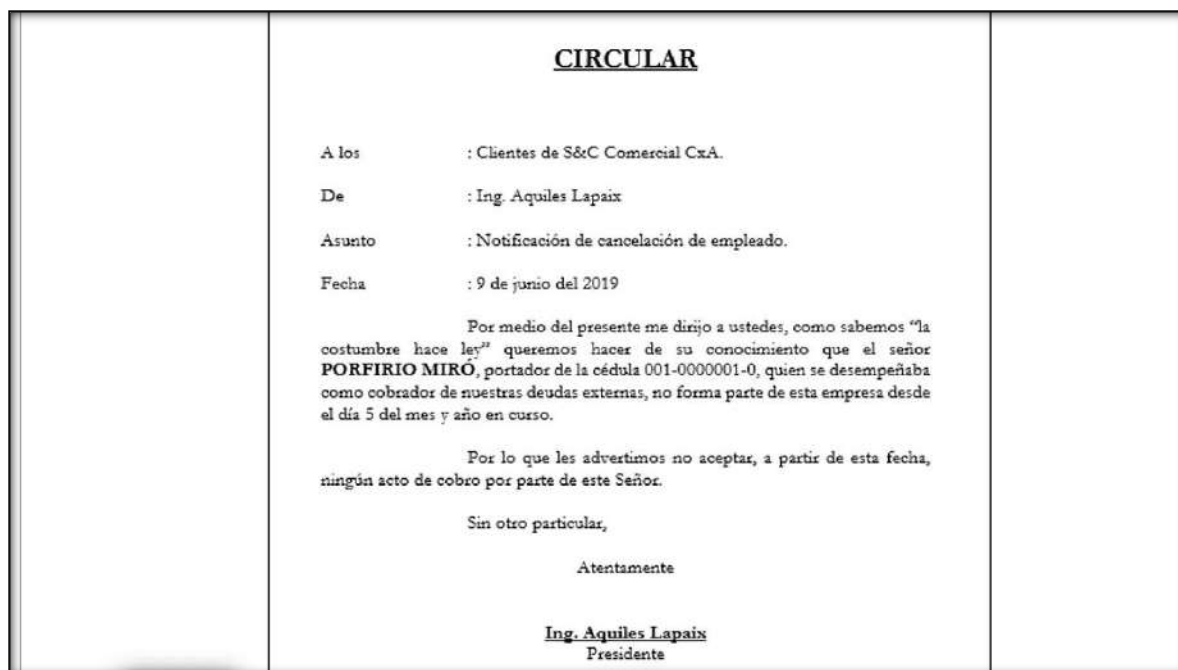 CIRCULAR
A los : Clientes de S&C Comercial CxA.
De : Ing. Aquiles Lapaix
Asunto : Notificación de cancelación de empleado.
Fecha : 9 de junio del 2019
Por medio del presente me dirijo a ustedes, como sabemos “la
costumbre hace ley” queremos hacer de su conocimiento que el señor
PORFIRIO MIRÓ, portador de la cédula 001-0000001-0, quien se desempeñaba
como cobrador de nuestras deudas externas, no forma parte de esta empresa desde
el día 5 del mes y año en curso.
Por lo que les advertimos no aceptar, a partir de esta fecha,
ningún acto de cobro por parte de este Señor.
Sin otro particular,
Atentamente
Ing. Aquiles Lapaix
Presidente